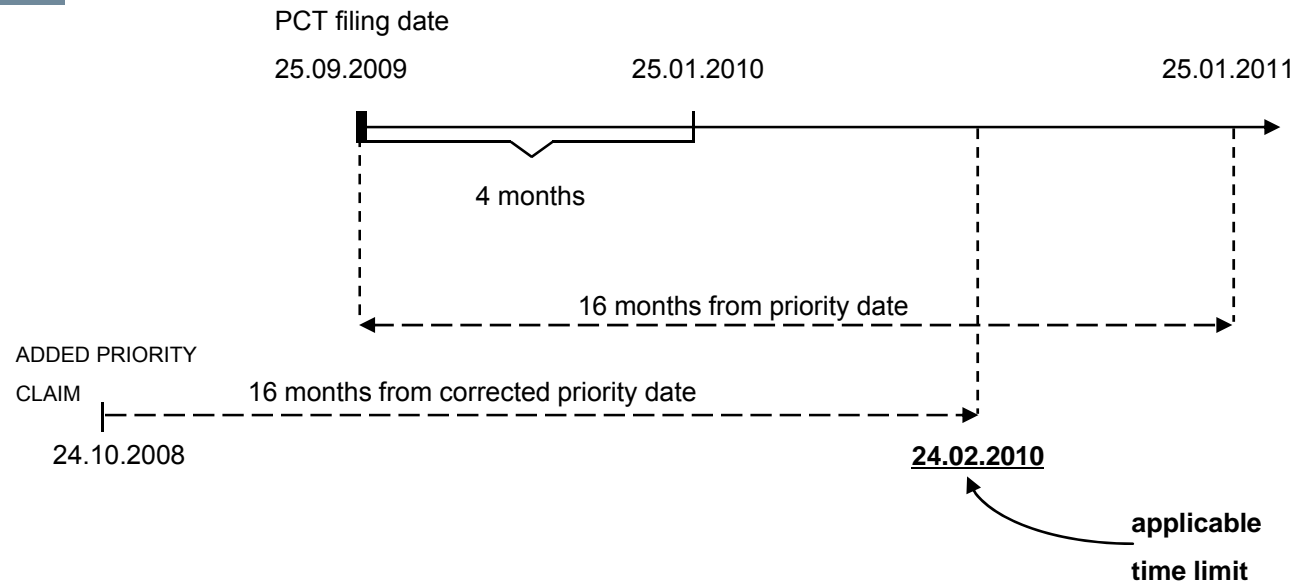 PCT filing date
25.09.2009 25.01.2010 25.01.2011
4 months
16 months from priority date
ADDED PRIORITY
CLAIM 16 months from corrected priority date
24.10.2008 24.02.2010
applicable
time limit